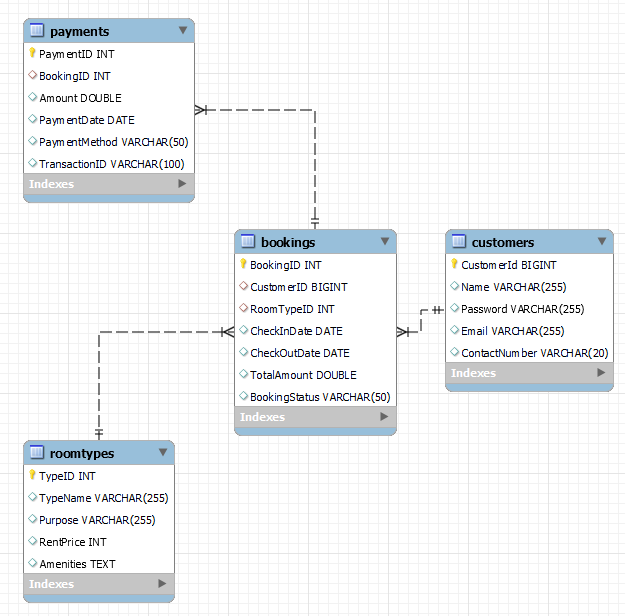 payments
PaymentID INT
BookingID INT
Amount DOUBLE
PaymentDate DATE
PaymentMethod VARCHAR(50)
TransactionID VARCHAR(100)
Indexes
bookings
BookingID INT
CustomerID BIGINT
RoomTypeID INT
CheckInDate DATE
CheckOutDate DATE
TotalAmount DOUBLE
BookingStatus VARCHAR(50)
Indexes
customers
CustomerId BIGINT
Name VARCHAR(255)
Password VARCHAR(255)
Email VARCHAR(255)
ContactNumber VARCHAR(20)
Indexes
roomtypes
TypeID INT
TypeName VARCHAR(255)
Purpose VARCHAR(255)
RentPrice INT
Amenities TEXT
Indexes